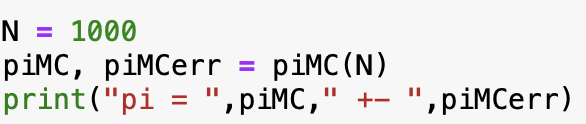 N = 1000
piMC, piMCerr = piMC(N)
print("pi = ",piMC," +- ",piMCerr)